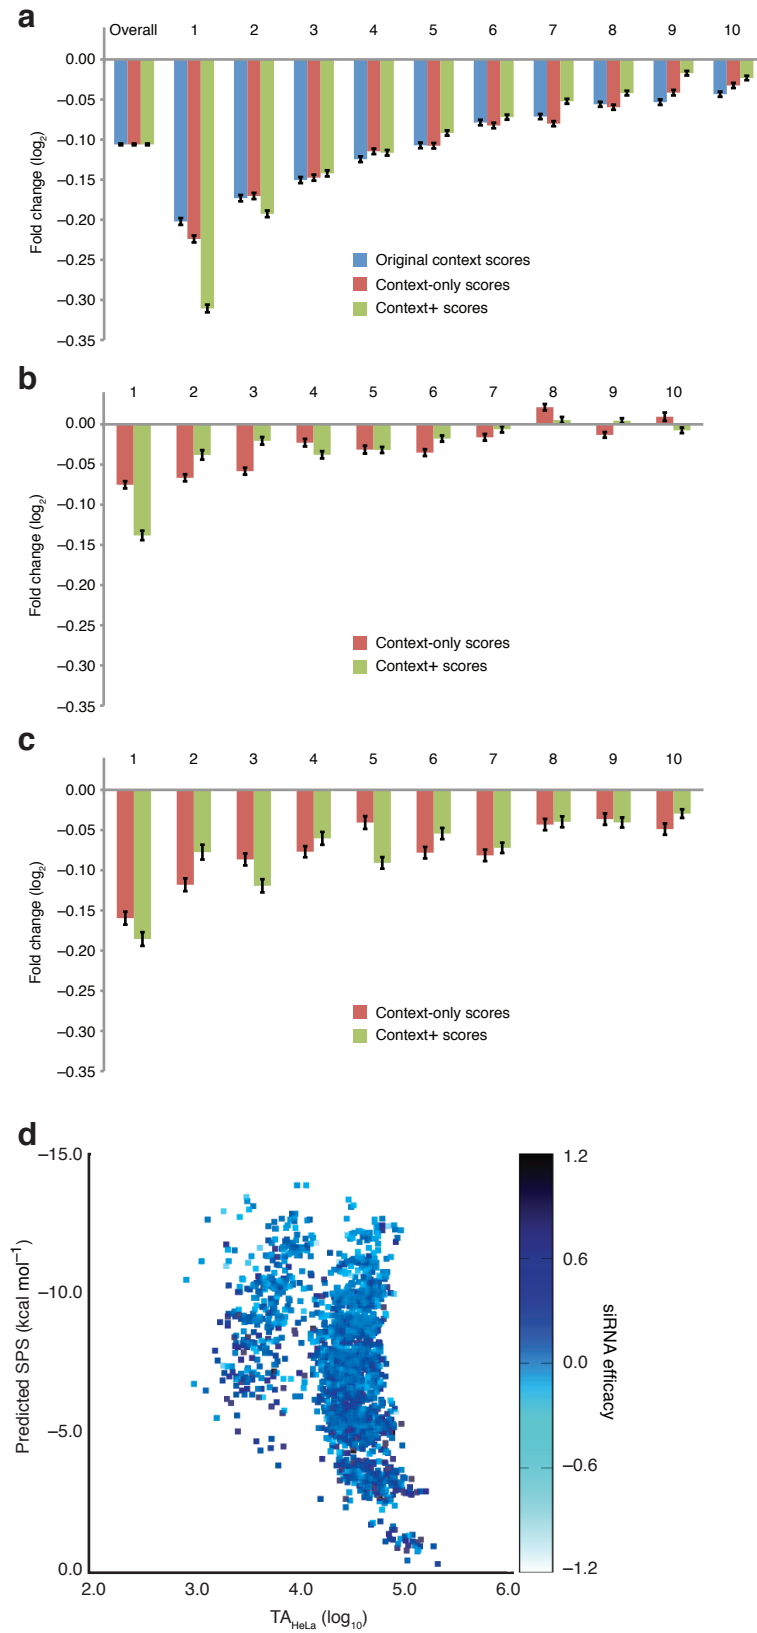 a
Overall 1 2 3 4 5 6 7 8 9 10
0.00
−0.05
−0.10
−0.15
−0.20
−0.25
−0.30
−0.35
Fold change (log2)
Original context scores
Context-only scores
Context+ scores
b
1 2 3 4 5 6 7 8 9 10
0.00
−0.05
−0.10
−0.15
−0.20
−0.25
−0.30
−0.35
Fold change (log2)
Context-only scores
Context+ scores
c
1 2 3 4 5 6 7 8 9 10
0.00
−0.05
−0.10
−0.15
−0.20
−0.25
−0.30
−0.35
Fold change (log2)
Context-only scores
Context+ scores
d
−15.0
−10.0
−5.0
0.0
Predicted SPS (kcal mol−1)
2.0 3.0 4.0 5.0 6.0
TAHeLa (log10)
1.2
0.6
0.0
−0.6
−1.2
siRNA efficacy